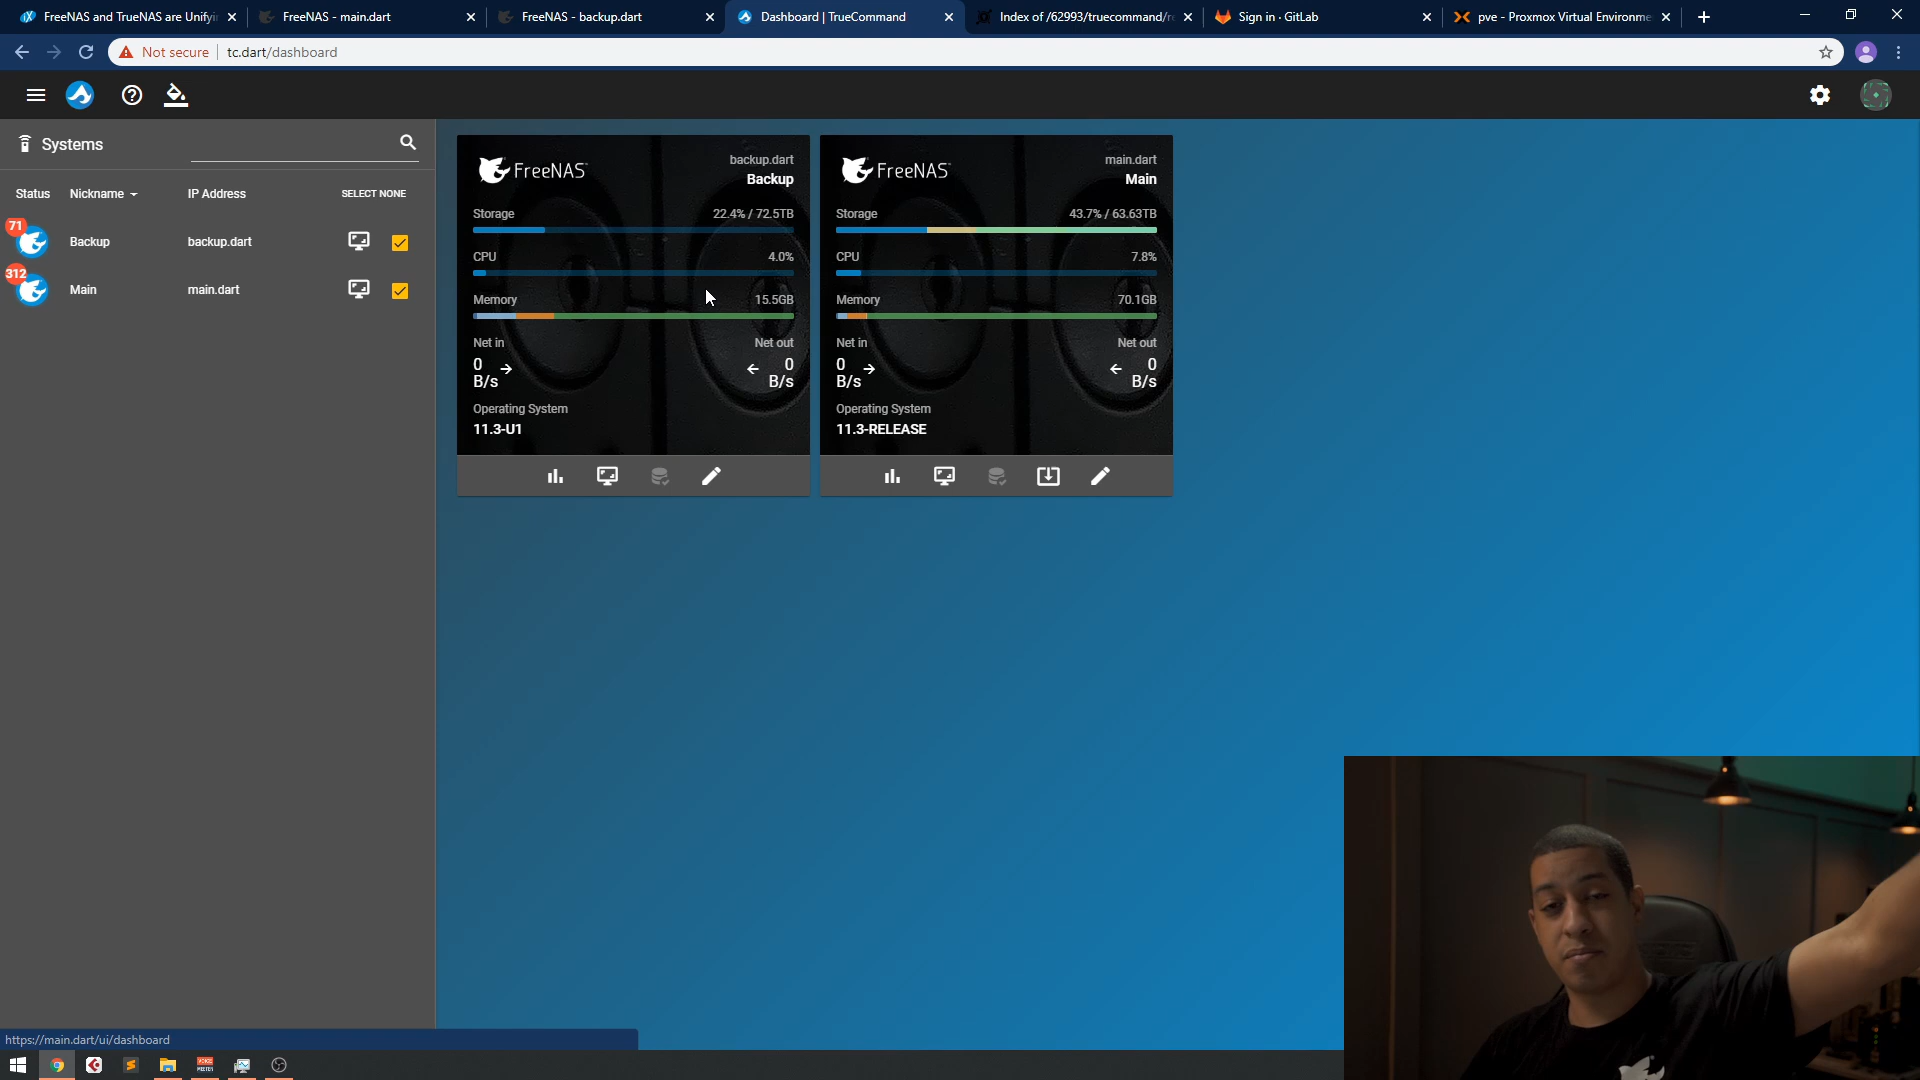 FreeNAS and TrueNAS are Unifyi
FreeNAS - main.dart
FreeNAS - backup.dart
Dashboard | TrueCommand
Index of /62993/truecommand/re
Sign in · GitLab
pve - Proxmox Virtual Environme
Not secure
tc.dart/dashboard
Systems
Status Nickname IP Address SELECT NONE
71
Backup backup.dart
312
Main main.dart
FreeNAS
backup.dart
Backup
Storage 22.4% / 72.5TB
CPU 4.0%
Memory 15.5GB
Net in Net out
0 0
B/s B/s
Operating System
11.3-U1
FreeNAS
main.dart
Main
Storage 43.7% / 63.63TB
CPU 7.8%
Memory 70.1GB
Net in Net out
0 0
B/s B/s
Operating System
11.3-RELEASE
https://main.dart/ui/dashboard